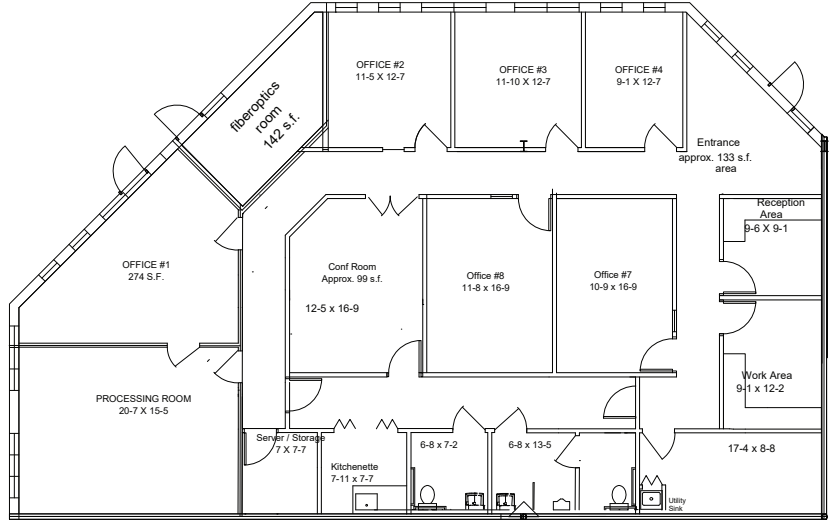 OFFICE #2
11-5 X 12-7
OFFICE #3
11-10 X 12-7
OFFICE #4
9-1 X 12-7
fiberoptics
room
142 s.f.
Entrance
approx. 133 s.f.
area
Reception
Area
9-6 X 9-1
OFFICE #1
274 S.F.
Conf Room
Approx. 99 s.f.
12-5 x 16-9
Office #8
11-8 x 16-9
Office #7
10-9 x 16-9
Work Area
9-1 x 12-2
PROCESSING ROOM
20-7 X 15-5
Server / Storage
7 X 7-7
Kitchenette
7-11 x 7-7
6-8 x 7-2
6-8 x 13-5
17-4 x 8-8
Utility
Sink